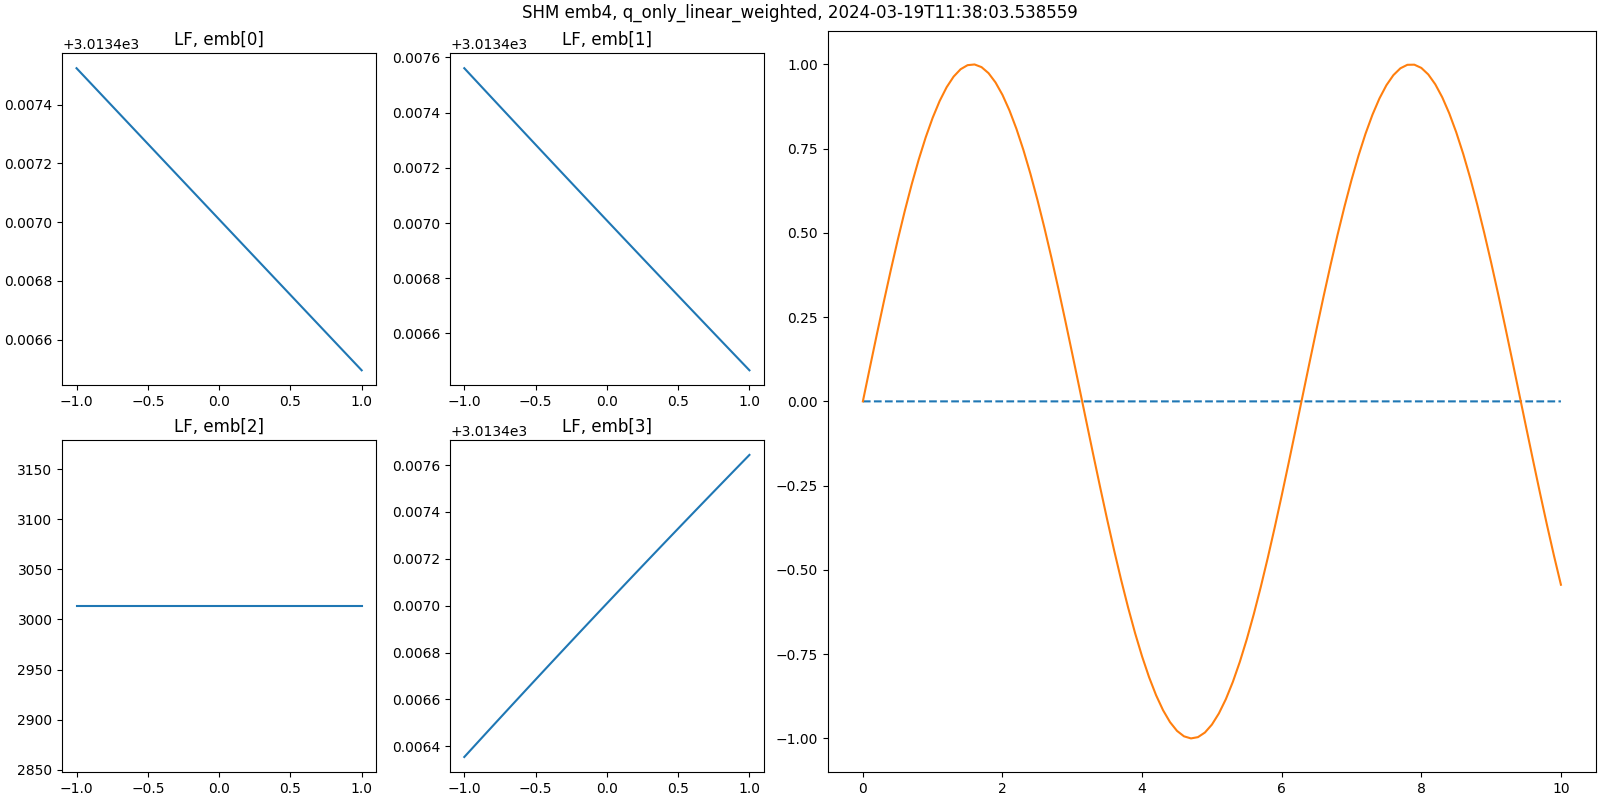 SHM emb4, q_only_linear_weighted, 2024-03-19T11:38:03.538559
+3.0134e3
LF, emb[0]
0.0074
0.0072
0.0070
0.0068
0.0066
−1.0 −0.5 0.0 0.5 1.0
+3.0134e3
LF, emb[1]
0.0076
0.0074
0.0072
0.0070
0.0068
0.0066
−1.0 −0.5 0.0 0.5 1.0
LF, emb[2]
3150
3100
3050
3000
2950
2900
2850
−1.0 −0.5 0.0 0.5 1.0
+3.0134e3
LF, emb[3]
0.0076
0.0074
0.0072
0.0070
0.0068
0.0066
0.0064
−1.0 −0.5 0.0 0.5 1.0
1.00
0.75
0.50
0.25
0.00
−0.25
−0.50
−0.75
−1.00
0 2 4 6 8 10